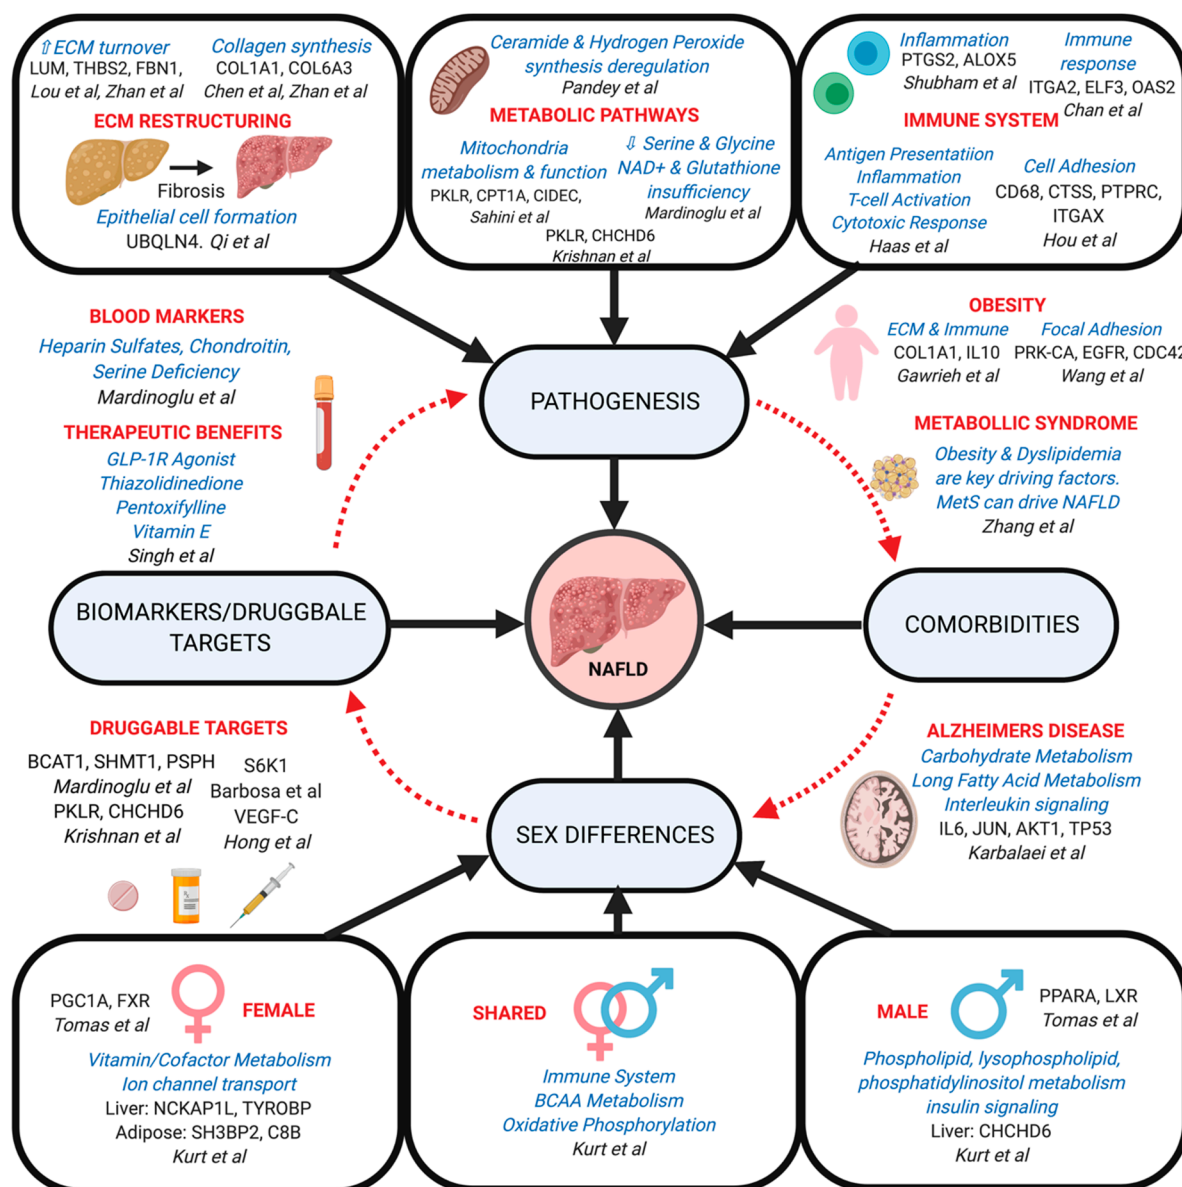 ⇧ECM turnover
LUM, THBS2, FBN1,
Lou et al, Zhan et al
Collagen synthesis
COL1A1, COL6A3
Chen et al, Zhan et al
ECM RESTRUCTURING
Fibrosis
Epithelial cell formation
UBQLN4. Qi et al
Ceramide & Hydrogen Peroxide
synthesis deregulation
Pandey et al
METABOLIC PATHWAYS
Mitochondria
metabolism & function
PKLR, CPT1A, CIDEC,
Sahini et al
⇩ Serine & Glycine
NAD+ & Glutathione
insufficiency
Mardinoglu et al
PKLR, CHCHD6
Krishnan et al
Inflammation
PTGS2, ALOX5
Shubham et al
Immune
response
ITGA2, ELF3, OAS2
Chan et al
IMMUNE SYSTEM
Antigen Presentatiion
Inflammation
T-cell Activation
Cytotoxic Response
Haas et al
Cell Adhesion
CD68, CTSS, PTPRC,
ITGAX
Hou et al
BLOOD MARKERS
Heparin Sulfates, Chondroitin,
Serine Deficiency
Mardinoglu et al
THERAPEUTIC BENEFITS
GLP-1R Agonist
Thiazolidinedione
Pentoxifylline
Vitamin E
Singh et al
PATHOGENESIS
OBESITY
ECM & Immune
COL1A1, IL10
Gawrieh et al
Focal Adhesion
PRK-CA, EGFR, CDC42
Wang et al
METABOLLIC SYNDROME
Obesity & Dyslipidemia
are key driving factors.
MetS can drive NAFLD
Zhang et al
BIOMARKERS/DRUGGBALE
TARGETS
NAFLD
COMORBIDITIES
DRUGGABLE TARGETS
BCAT1, SHMT1, PSPH
Mardinoglu et al
PKLR, CHCHD6
Krishnan et al
S6K1
Barbosa et al
VEGF-C
Hong et al
SEX DIFFERENCES
ALZHEIMERS DISEASE
Carbohydrate Metabolism
Long Fatty Acid Metabolism
Interleukin signaling
IL6, JUN, AKT1, TP53
Karbalaei et al
PGC1A, FXR
Tomas et al
FEMALE
Vitamin/Cofactor Metabolism
Ion channel transport
Liver: NCKAP1L, TYROBP
Adipose: SH3BP2, C8B
Kurt et al
SHARED
Immune System
BCAA Metabolism
Oxidative Phosphorylation
Kurt et al
MALE
PPARA, LXR
Tomas et al
Phospholipid, lysophospholipid,
phosphatidylinositol metabolism
insulin signaling
Liver: CHCHD6
Kurt et al